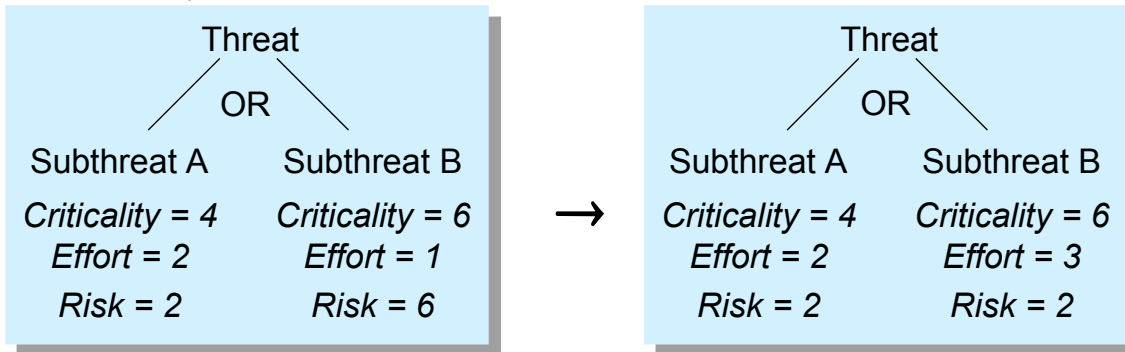 Threat
OR
Subthreat A Subthreat B
Criticality = 4 Criticality = 6
Effort = 2 Effort = 1
Risk = 2 Risk = 6
→
Threat
OR
Subthreat A Subthreat B
Criticality = 4 Criticality = 6
Effort = 2 Effort = 3
Risk = 2 Risk = 2